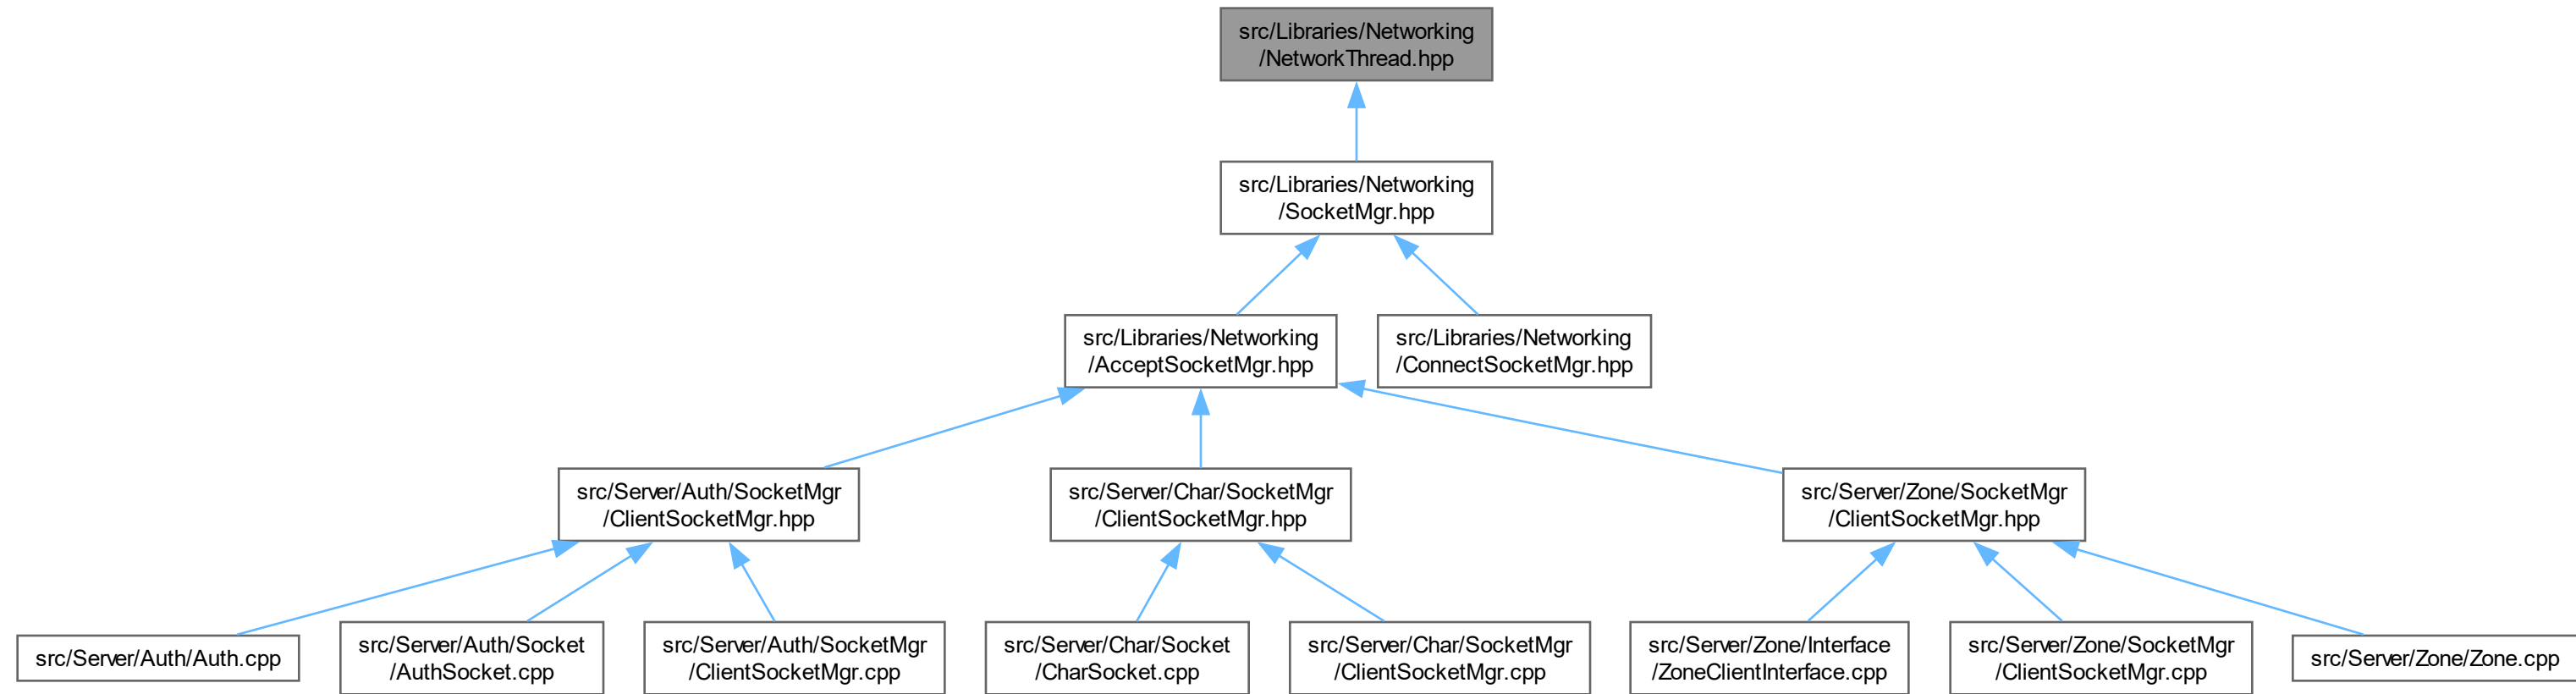 src/Libraries/Networking
/NetworkThread.hpp
src/Libraries/Networking
/SocketMgr.hpp
src/Libraries/Networking
/AcceptSocketMgr.hpp
src/Libraries/Networking
/ConnectSocketMgr.hpp
src/Server/Auth/SocketMgr
/ClientSocketMgr.hpp
src/Server/Char/SocketMgr
/ClientSocketMgr.hpp
src/Server/Zone/SocketMgr
/ClientSocketMgr.hpp
src/Server/Auth/Auth.cpp
src/Server/Auth/Socket
/AuthSocket.cpp
src/Server/Auth/SocketMgr
/ClientSocketMgr.cpp
src/Server/Char/Socket
/CharSocket.cpp
src/Server/Char/SocketMgr
/ClientSocketMgr.cpp
src/Server/Zone/Interface
/ZoneClientInterface.cpp
src/Server/Zone/SocketMgr
/ClientSocketMgr.cpp
src/Server/Zone/Zone.cpp